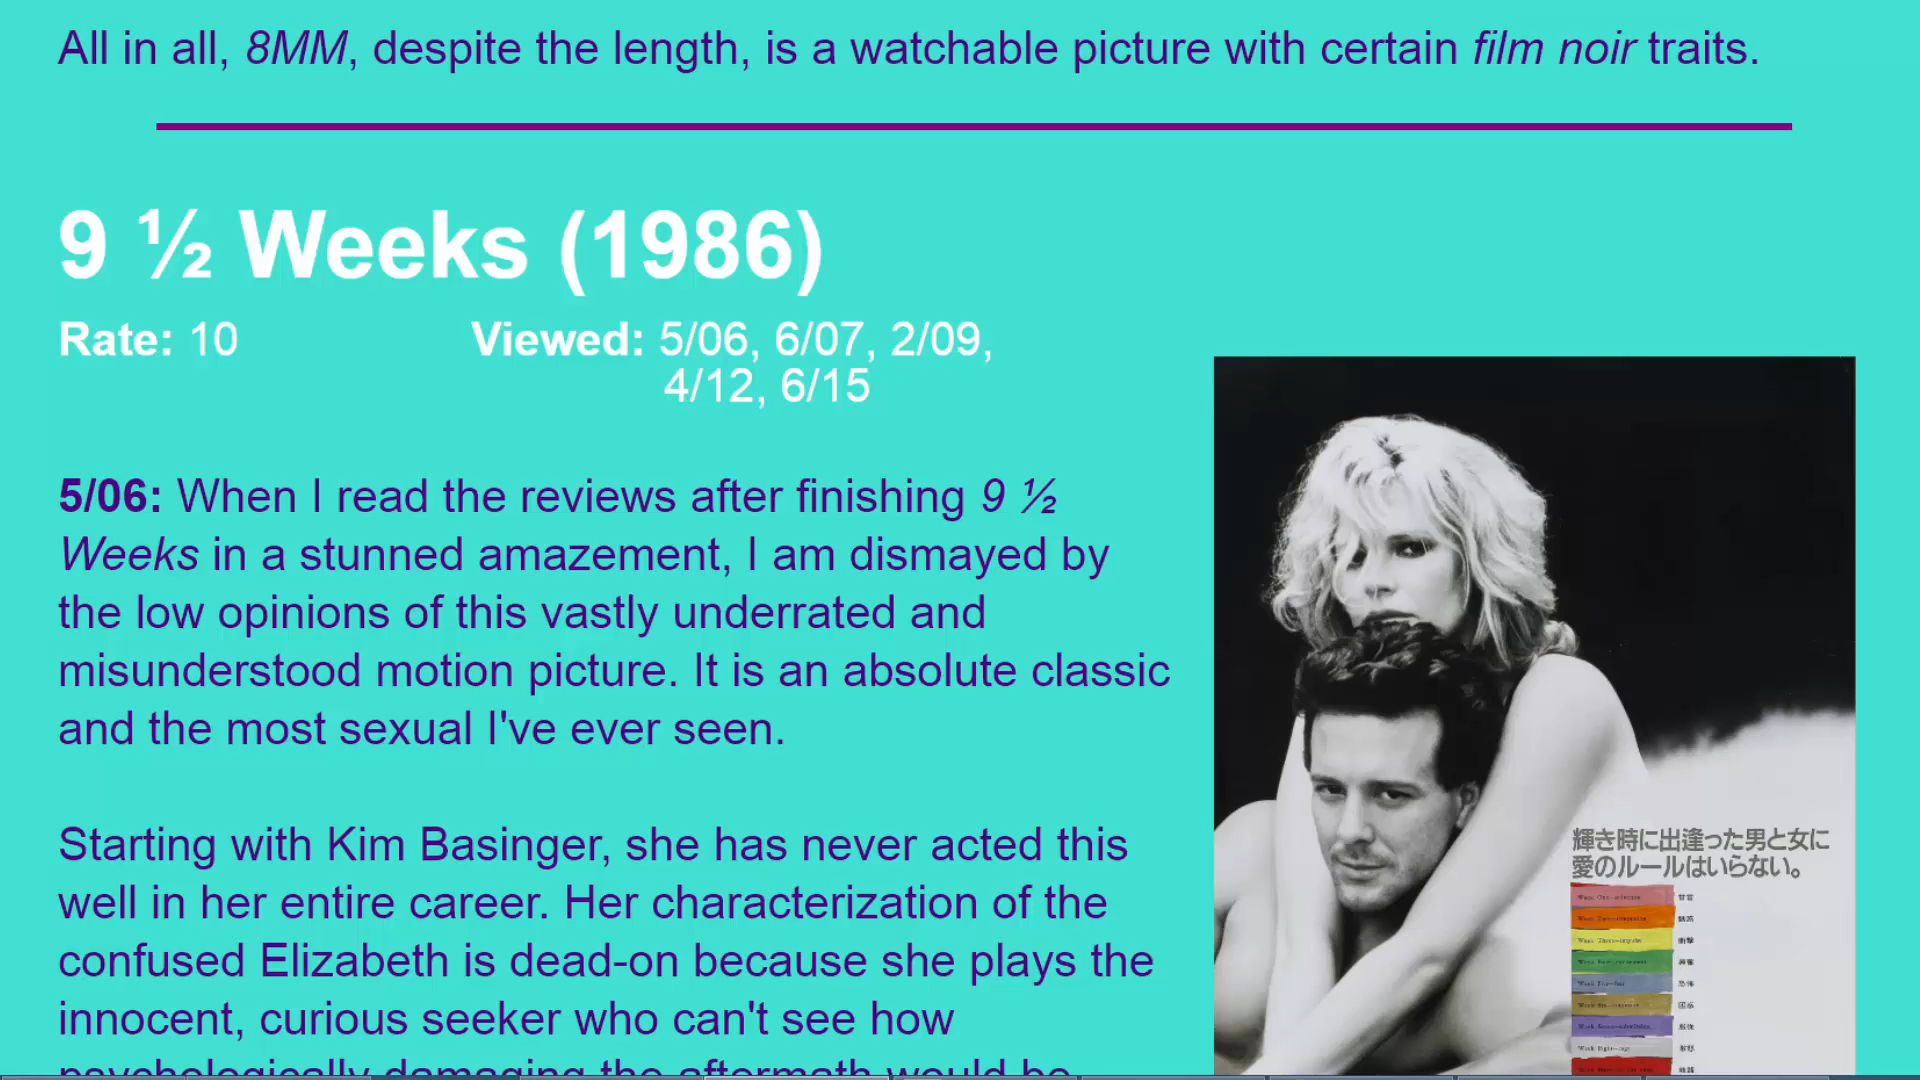 All in all, 8MM, despite the length, is a watchable picture with certain film noir traits.
9 ½ Weeks (1986)
Rate: 10
Viewed: 5/06, 6/07, 2/09,
4/12, 6/15
5/06: When I read the reviews after finishing 9 ½
Weeks in a stunned amazement, I am dismayed by
the low opinions of this vastly underrated and
misunderstood motion picture. It is an absolute classic
and the most sexual I've ever seen.
Starting with Kim Basinger, she has never acted this
well in her entire career. Her characterization of the
confused Elizabeth is dead-on because she plays the
innocent, curious seeker who can't see how
psychologically damaging the aftermath would be
輝き時に出逢った男と女に
愛のルールはいらない。